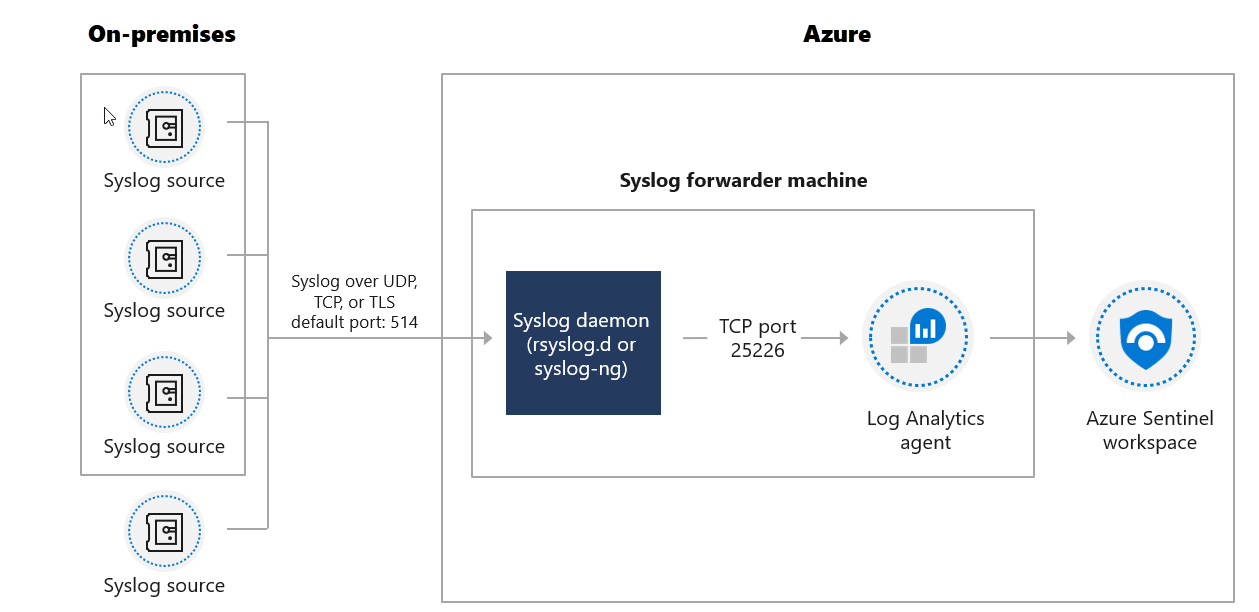 On-premises
Azure
Syslog source
Syslog source
Syslog source
Syslog source
Syslog over UDP,
TCP, or TLS
default port: 514
Syslog forwarder machine
Syslog daemon
(rsyslog.d or
syslog-ng)
TCP port
25226
Log Analytics
agent
Azure Sentinel
workspace